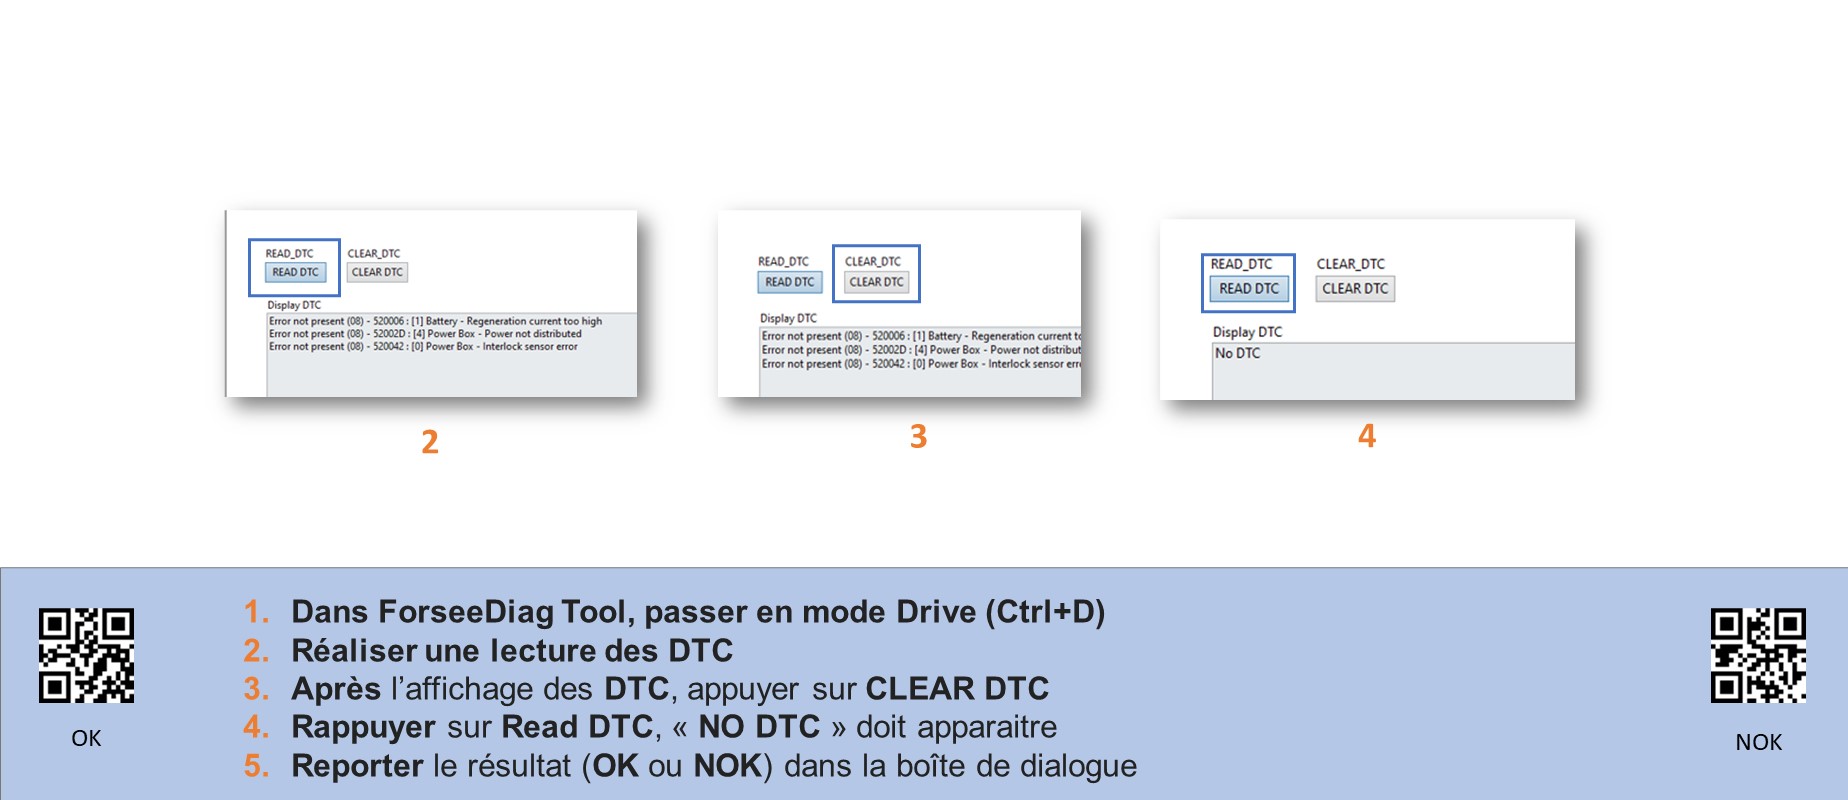 READ_DTC CLEAR_DTC
READ DTC CLEAR DTC
Display DTC
Error not present (08) - 520006 : [1] Battery - Regeneration current too high
Error not present (08) - 52002D : [4] Power Box - Power not distributed
Error not present (08) - 520042 : [0] Power Box - Interlock sensor error
2
READ_DTC CLEAR_DTC
READ DTC CLEAR DTC
Display DTC
Error not present (08) - 520006 : [1] Battery - Regeneration current to
Error not present (08) - 52002D : [4] Power Box - Power not distribut
Error not present (08) - 520042 : [0] Power Box - Interlock sensor erro
3
READ_DTC CLEAR_DTC
READ DTC CLEAR DTC
Display DTC
No DTC
4
OK
1. Dans ForseeDiag Tool, passer en mode Drive (Ctrl+D)
2. Réaliser une lecture des DTC
3. Après l’affichage des DTC, appuyer sur CLEAR DTC
4. Rappuyer sur Read DTC, « NO DTC » doit apparaitre
5. Reporter le résultat (OK ou NOK) dans la boîte de dialogue
NOK